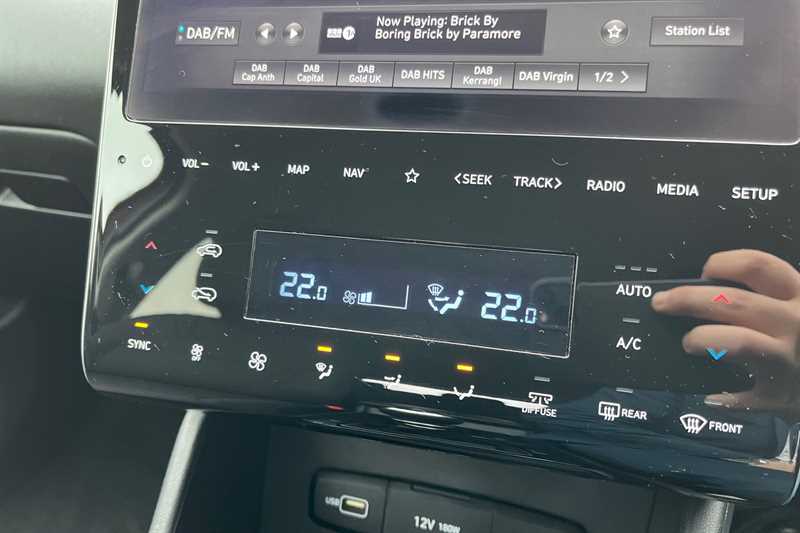 DAB/FM
Now Playing: Brick By
Boring Brick by Paramore
Station List
DAB
Cap Anth
DAB
Capital
DAB
Gold UK
DAB HITS
DAB
Kerrang!
DAB Virgin
1/2
VOL- VOL+ MAP NAV SEEK TRACK RADIO MEDIA SETUP
22.0 22.0
AUTO
A/C
SYNC
OFF
DIFFUSE
REAR
FRONT
USB
12V 180W